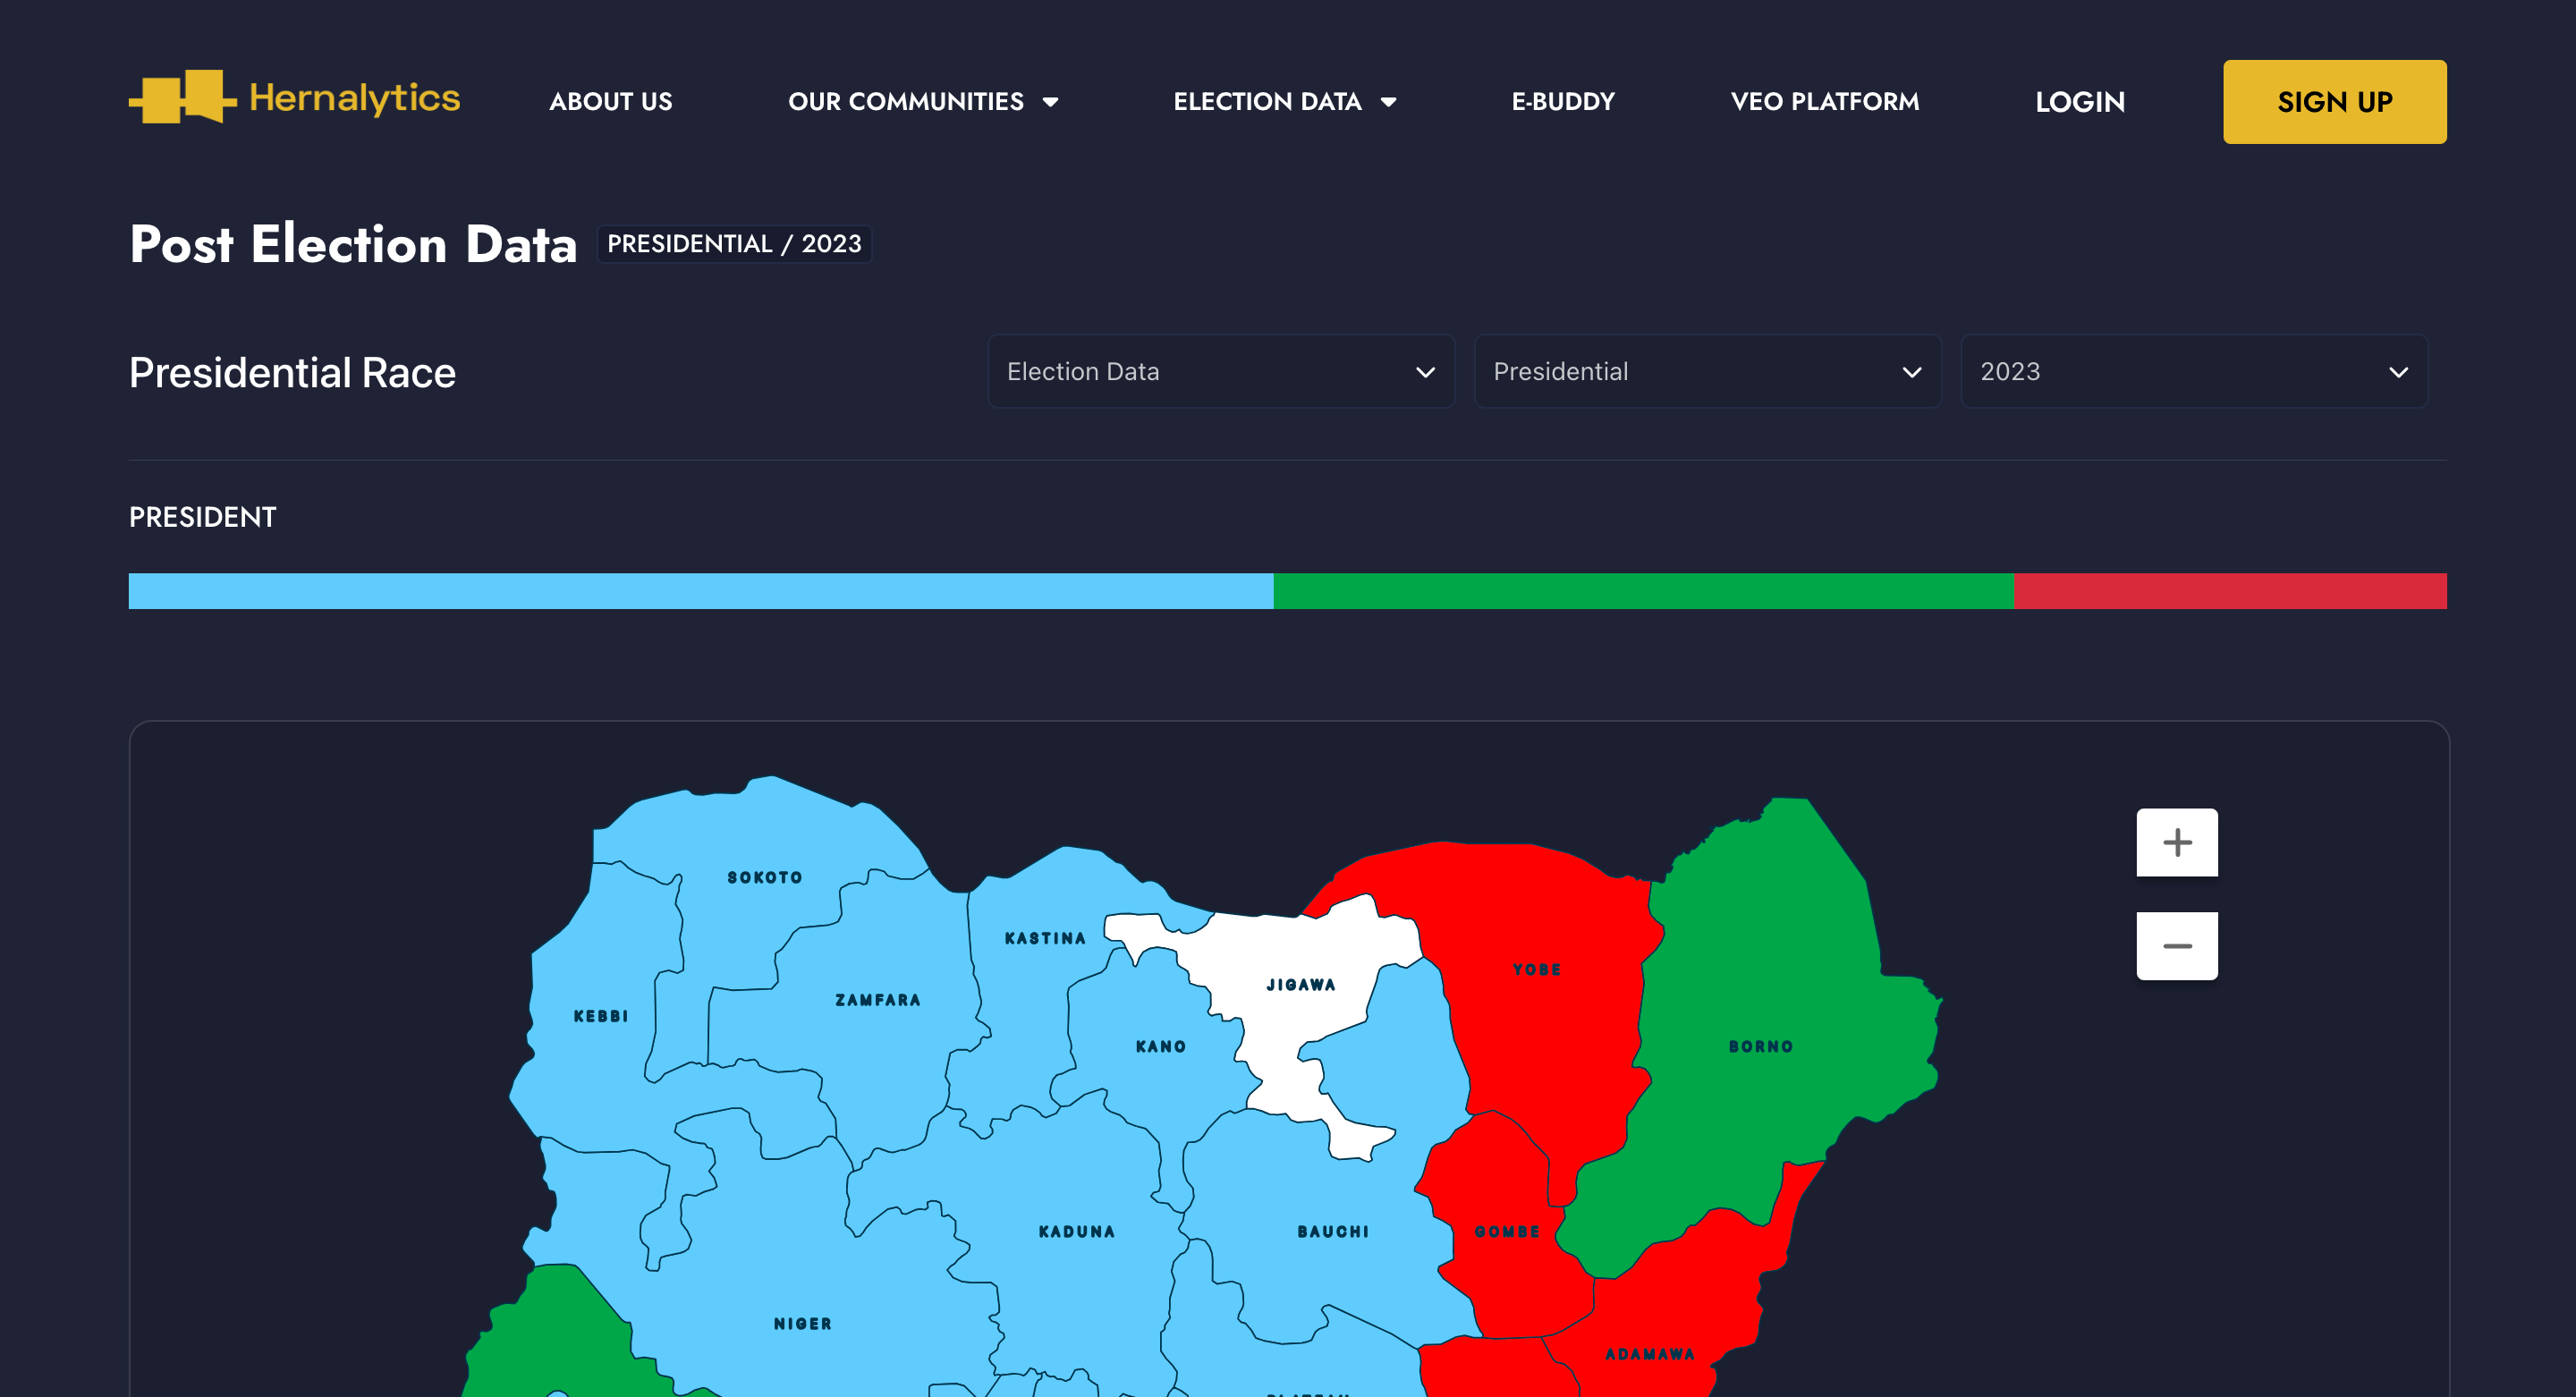 Hernalytics
ABOUT US
OUR COMMUNITIES
ELECTION DATA
E-BUDDY
VEO PLATFORM
LOGIN
SIGN UP
Post Election Data
PRESIDENTIAL / 2023
Presidential Race
Election Data
Presidential
2023
PRESIDENT
SOKOTO
KASTINA
YOBE
JIGAWA
ZAMFARA
KEBBI
KANO
BORNO
KADUNA
BAUCHI
GOMBE
NIGER
ADAMAWA